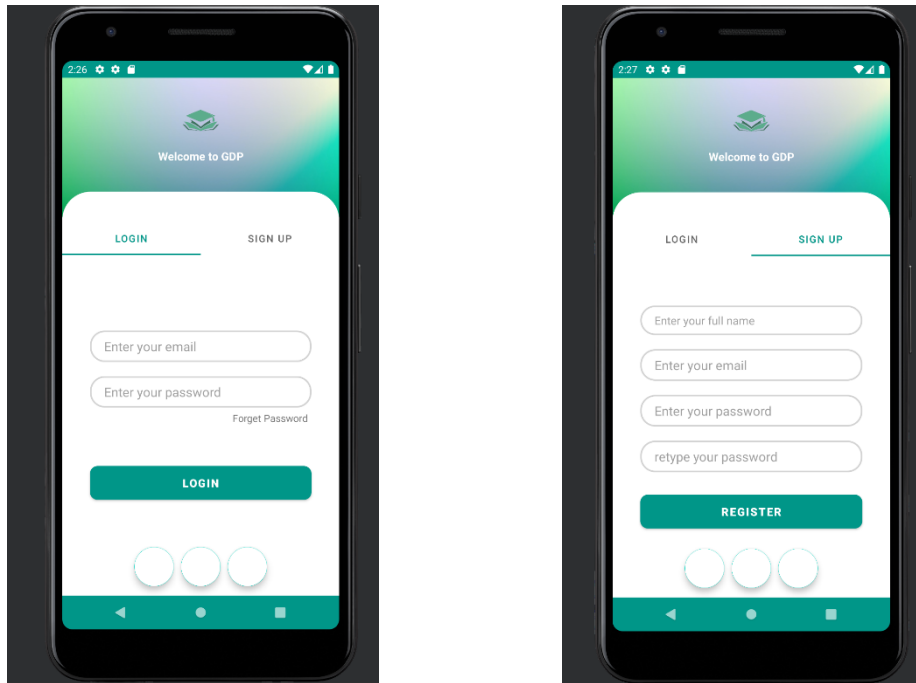 2:26
Welcome to GDP
LOGIN SIGN UP
Enter your email
Enter your password
Forget Password
LOGIN
2:27
Welcome to GDP
LOGIN SIGN UP
Enter your full name
Enter your email
Enter your password
retype your password
REGISTER